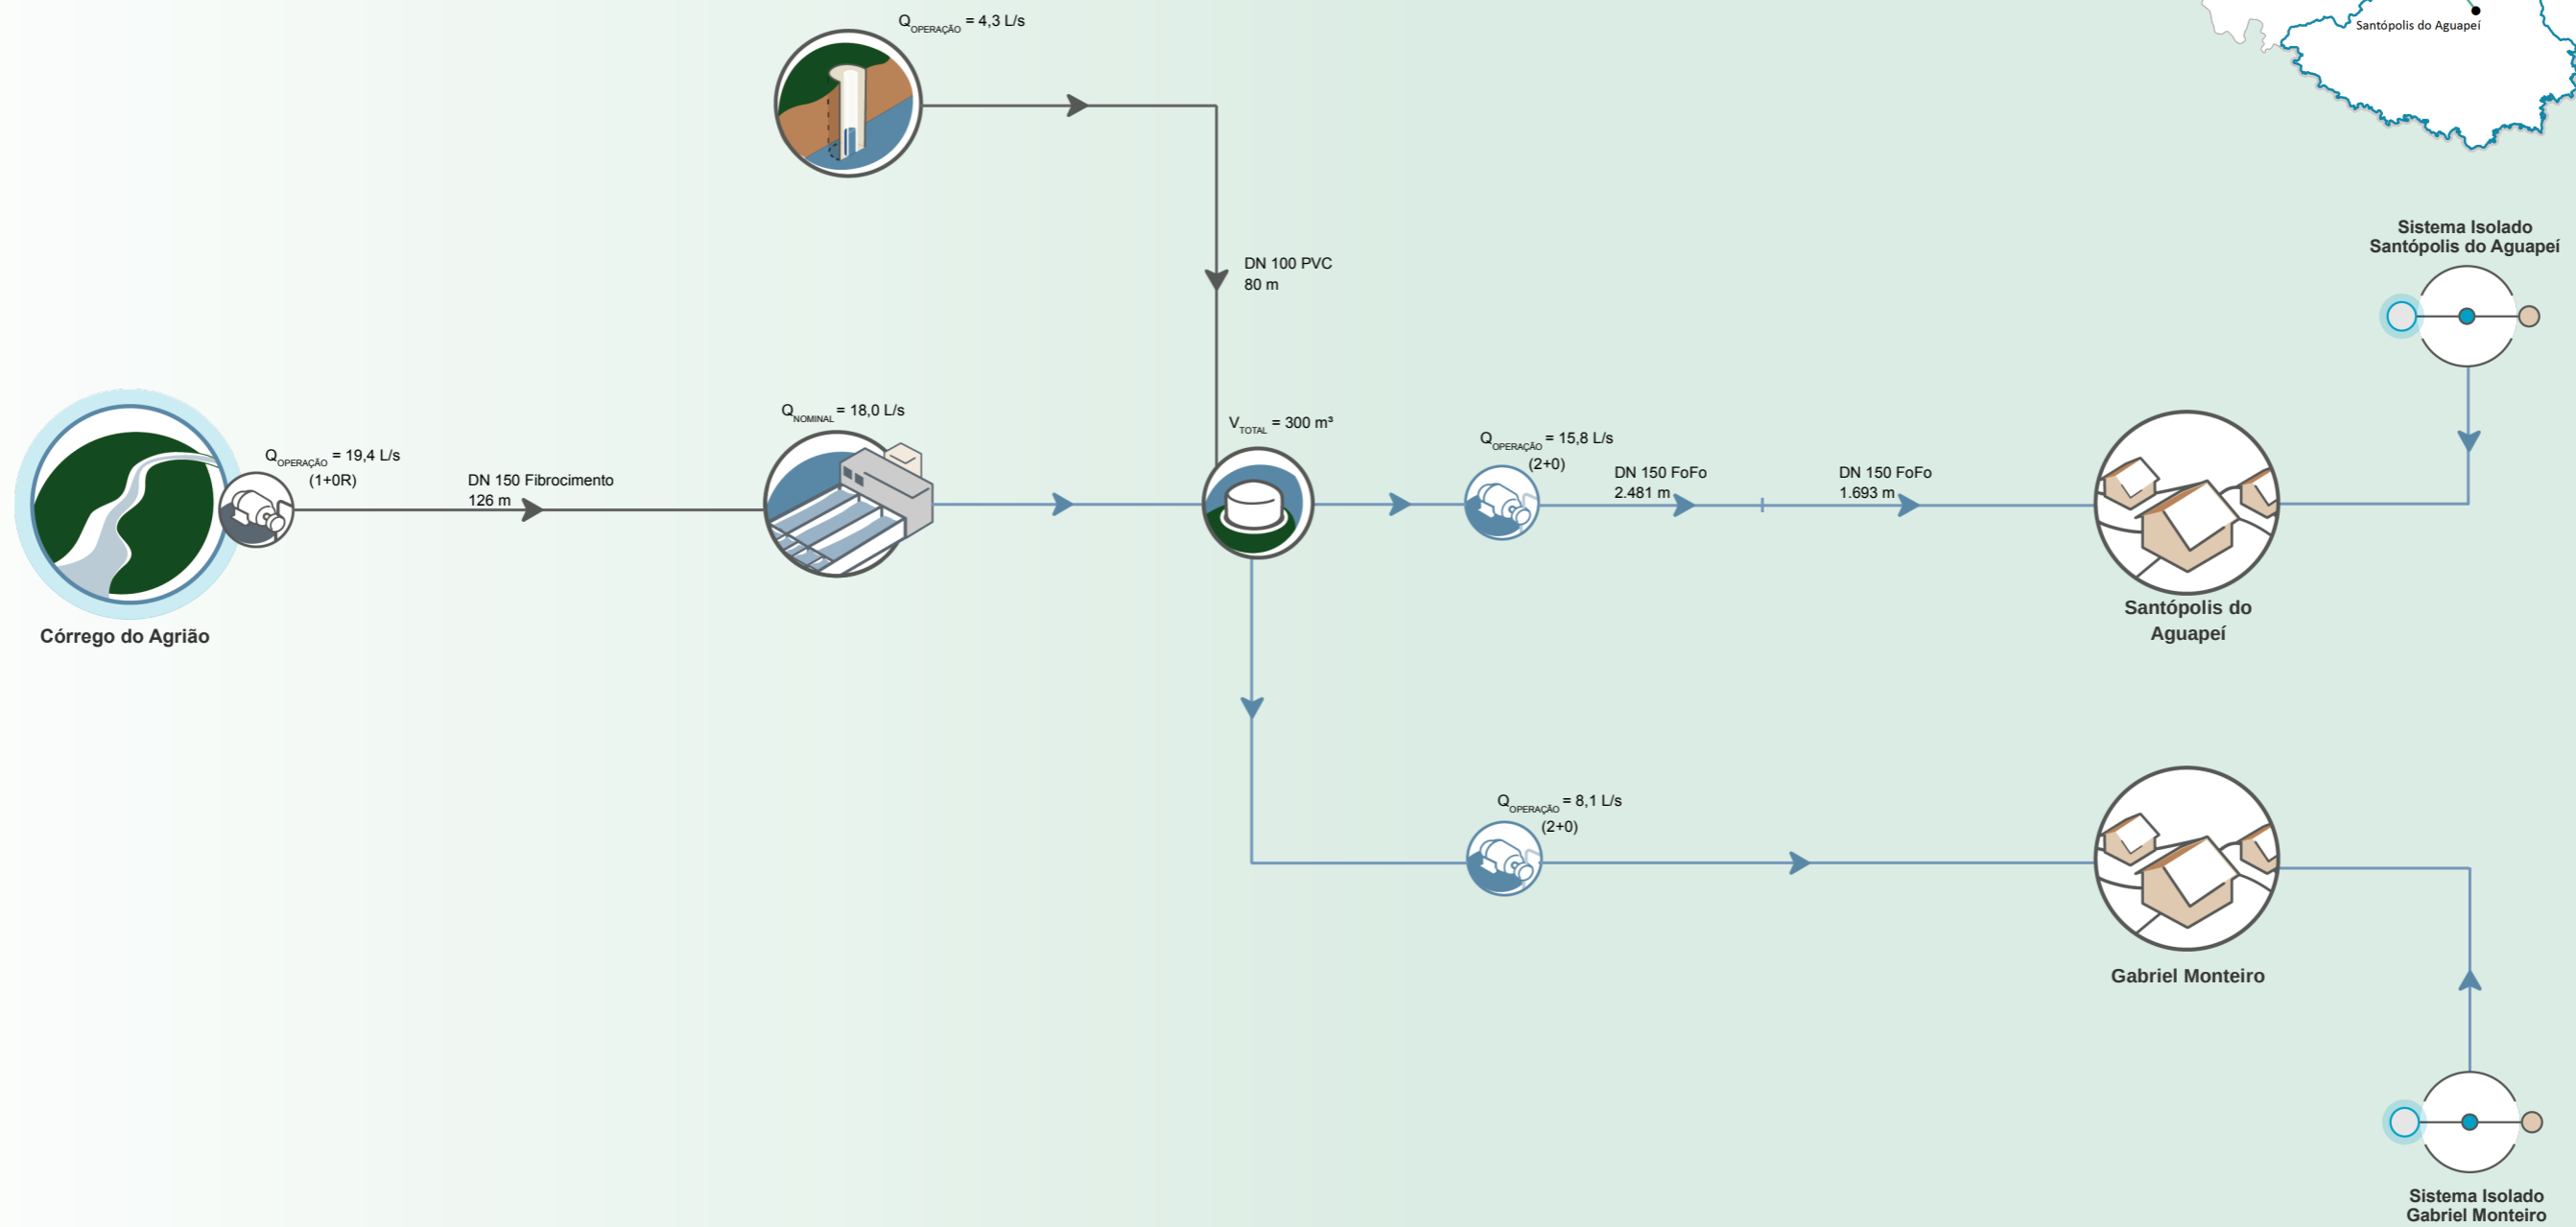 Q OPERAÇÃO = 4,3 L/s
Santópolis do Aguapeí
DN 100 PVC
80 m
Sistema Isolado
Santópolis do Aguapeí
Q NOMINAL = 18,0 L/s
V TOTAL = 300 m³
Q OPERAÇÃO = 15,8 L/s
(2+0)
Q OPERAÇÃO = 19,4 L/s
(1+0R)
DN 150 Fibrocimento
126 m
DN 150 FoFo
2.481 m
DN 150 FoFo
1.693 m
Córrego do Agrião
Santópolis do
Aguapeí
Q OPERAÇÃO = 8,1 L/s
(2+0)
Gabriel Monteiro
Sistema Isolado
Gabriel Monteiro